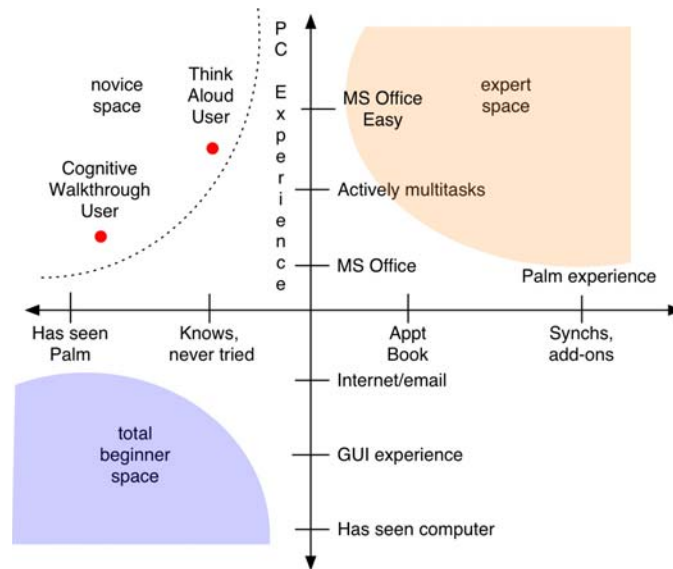 PC Experience
novice
space
Think
Aloud
User
Cognitive
Walkthrough
User
MS Office
Easy
expert
space
Actively multitasks
MS Office
Palm experience
Has seen
Palm
Knows,
never tried
Appt
Book
Synchs,
add-ons
Internet/email
total
beginner
space
GUI experience
Has seen computer